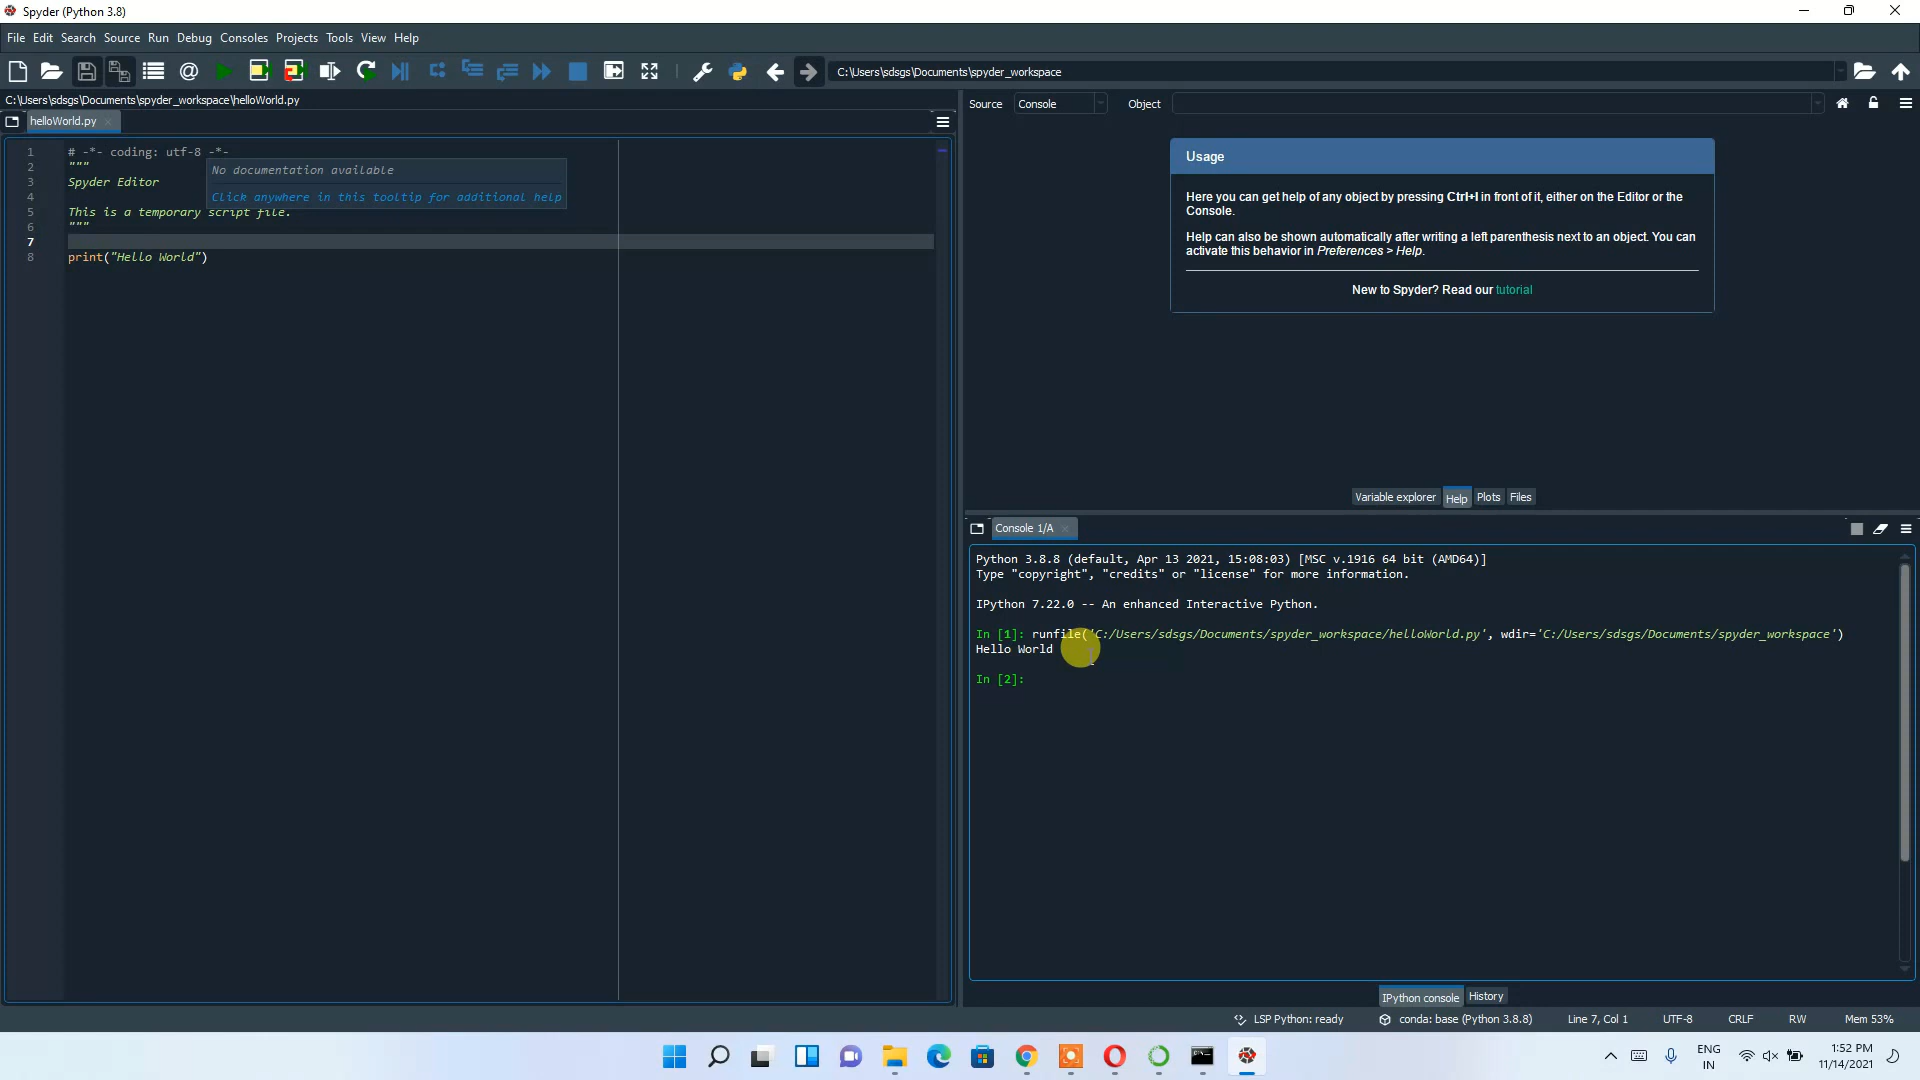 Spyder (Python 3.8)
File Edit Search Source Run Debug Consoles Projects Tools View Help
C:\Users\sdsgs\Documents\spyder_workspace
C:\Users\sdsgs\Documents\spyder_workspace\helloWorld.py
helloWorld.py
1 # -*- coding: utf-8 -*-
2 """
3 Spyder Editor
4
5 This is a temporary script file.
6 """
7
8 print("Hello World")
No documentation available
Click anywhere in this tooltip for additional help
Source Console Object
Usage
Here you can get help of any object by pressing Ctrl+I in front of it, either on the Editor or the
Console.
Help can also be shown automatically after writing a left parenthesis next to an object. You can
activate this behavior in Preferences > Help.
New to Spyder? Read our tutorial
Variable explorer Help Plots Files
Console 1/A
Python 3.8.8 (default, Apr 13 2021, 15:08:03) [MSC v.1916 64 bit (AMD64)]
Type "copyright", "credits" or "license" for more information.
IPython 7.22.0 -- An enhanced Interactive Python.
In [1]: runfile('C:/Users/sdsgs/Documents/spyder_workspace/helloWorld.py', wdir='C:/Users/sdsgs/Documents/spyder_workspace')
Hello World
In [2]:
IPython console History
LSP Python: ready conda: base (Python 3.8.8) Line 7, Col 1 UTF-8 CRLF RW Mem 53%
ENG
IN
1:52 PM
11/14/2021